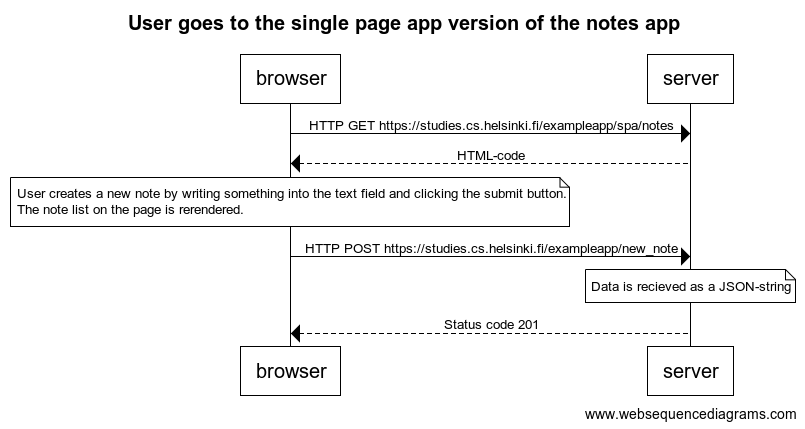 User goes to the single page app version of the notes app
browser
server
HTTP GET https://studies.cs.helsinki.fi/exampleapp/spa/notes
HTML-code
User creates a new note by writing something into the text field and clicking the submit button.
The note list on the page is rerendered.
HTTP POST https://studies.cs.helsinki.fi/exampleapp/new_note
Data is recieved as a JSON-string
Status code 201
browser
server
www.websequencediagrams.com